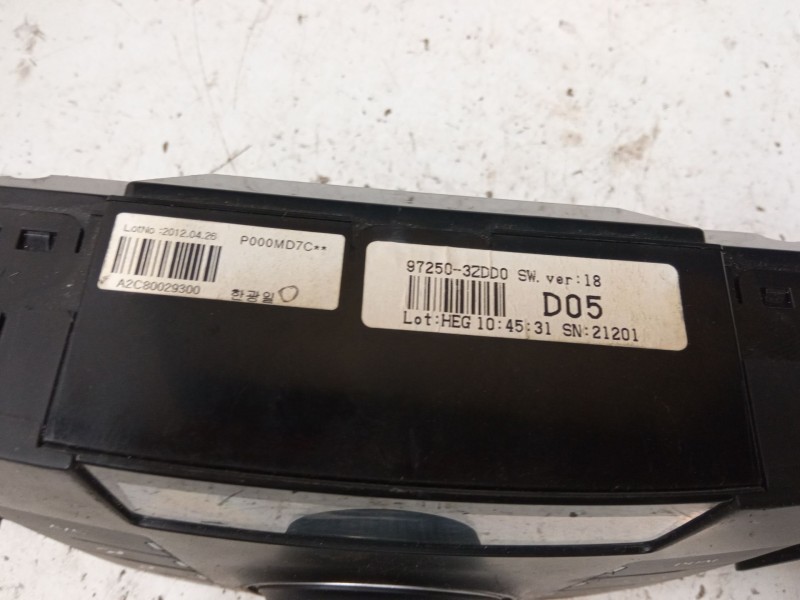 LotNo :2012.04.26
P000MD7C**
A2C80029300
한광일
97250-3ZDD0 SW. ver:18
D05
Lot:HEG 10:45:31 SN:21201